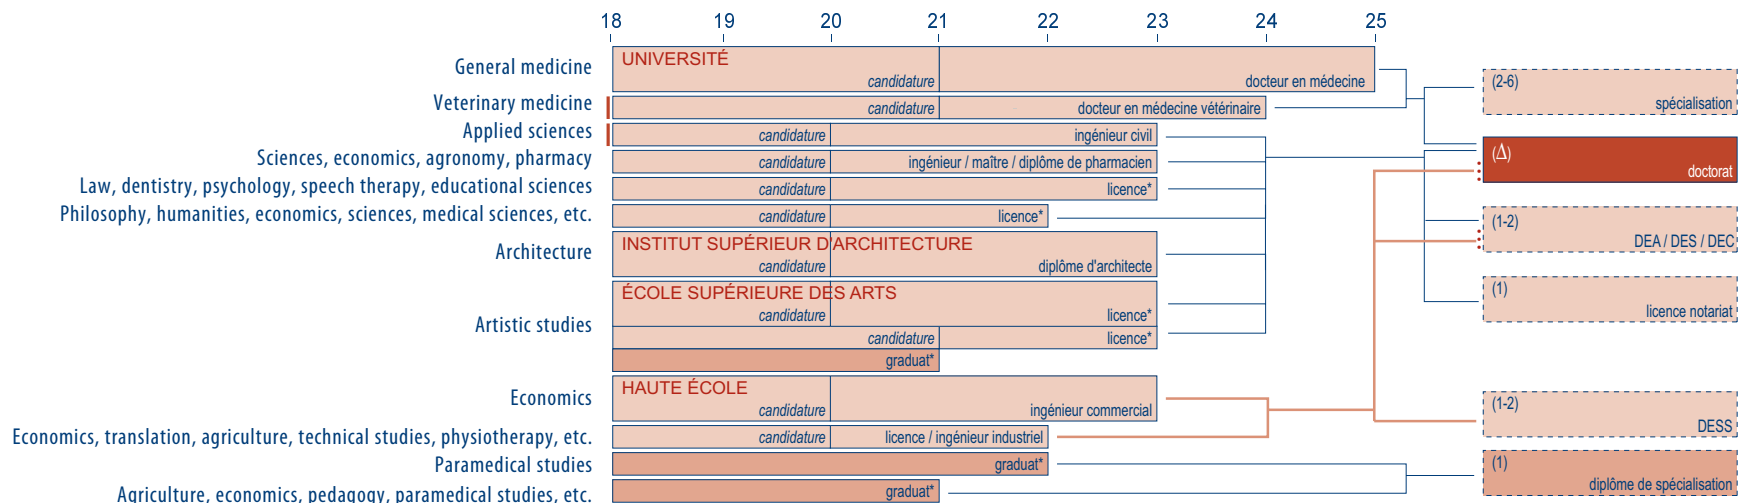 18 19 20 21 22 23 24 25
General medicine
UNIVERSITÉ
candidature docteur en médecine
Veterinary medicine
candidature docteur en médecine vétérinaire
Applied sciences
candidature ingénieur civil
Sciences, economics, agronomy, pharmacy
candidature ingénieur / maître / diplôme de pharmacien
Law, dentistry, psychology, speech therapy, educational sciences
candidature licence*
Philosophy, humanities, economics, sciences, medical sciences, etc.
candidature licence*
Architecture
INSTITUT SUPÉRIEUR D'ARCHITECTURE
candidature diplôme d'architecte
Artistic studies
ÉCOLE SUPÉRIEURE DES ARTS
candidature licence*
candidature licence*
graduat*
Economics
HAUTE ÉCOLE
candidature ingénieur commercial
Economics, translation, agriculture, technical studies, physiotherapy, etc.
candidature licence / ingénieur industriel
Paramedical studies
graduat*
Agriculture, economics, pedagogy, paramedical studies, etc.
graduat*
(2-6)
spécialisation
(Δ)
doctorat
(1-2)
DEA / DES / DEC
(1)
licence notariat
(1-2)
DESS
(1)
diplôme de spécialisation